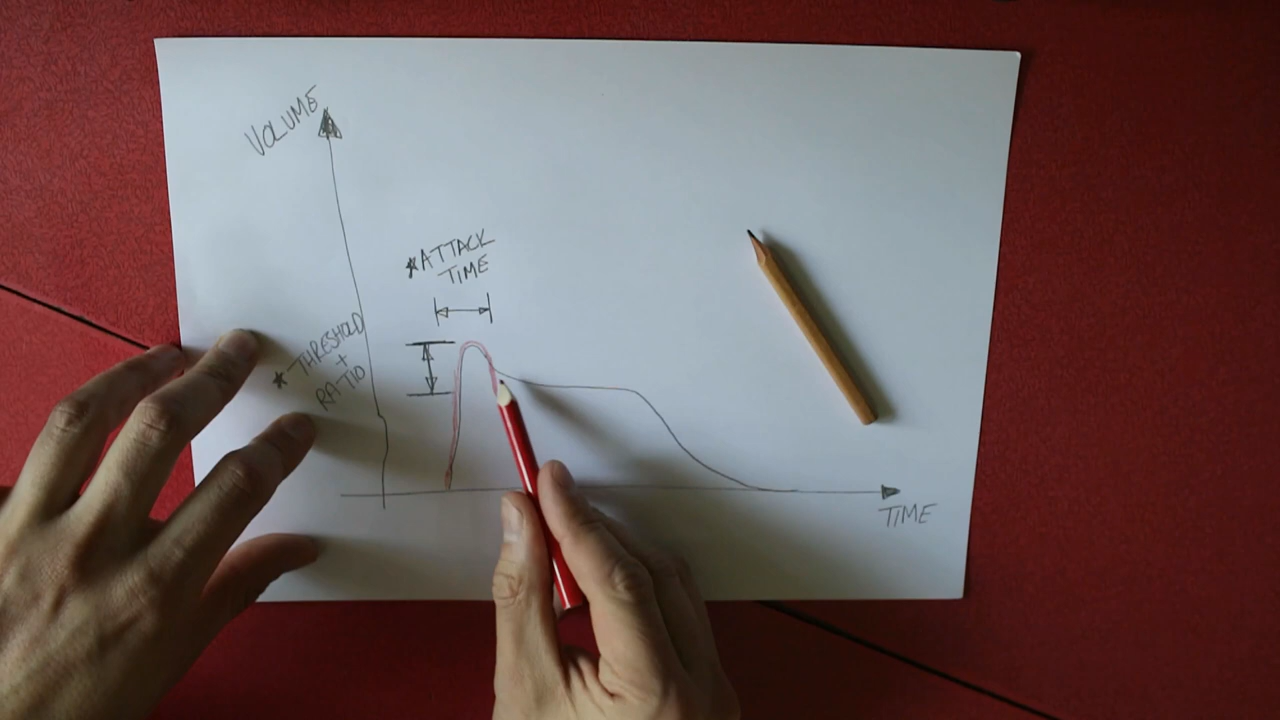 VOLUME
★ATTACK
TIME
★ THRESHOLD
+
RATIO
TIME